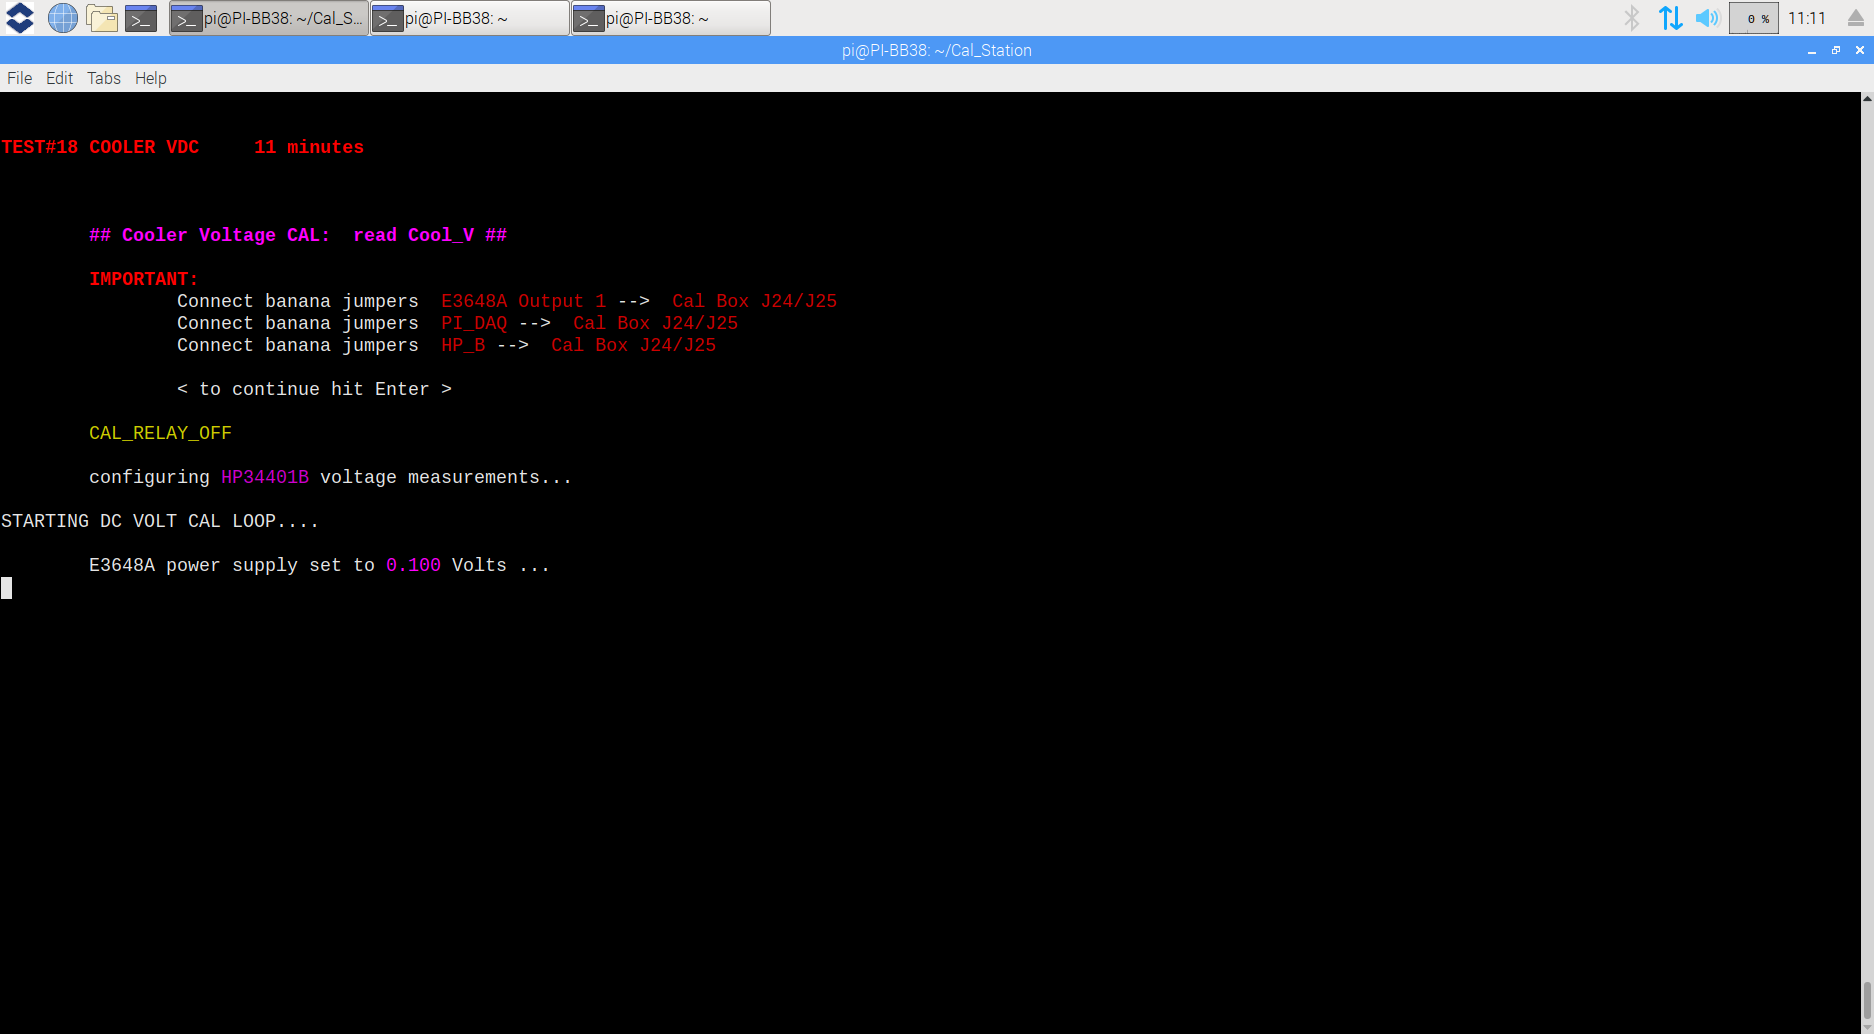 pi@PI-BB38: ~/Cal_S... pi@PI-BB38: ~ pi@PI-BB38: ~ 0 % 11:11
pi@PI-BB38: ~/Cal_Station
File Edit Tabs Help
TEST#18 COOLER VDC     11 minutes
## Cooler Voltage CAL:  read Cool_V ##
IMPORTANT:
Connect banana jumpers  E3648A Output 1 -->  Cal Box J24/J25
Connect banana jumpers  PI_DAQ -->  Cal Box J24/J25
Connect banana jumpers  HP_B -->  Cal Box J24/J25
< to continue hit Enter >
CAL_RELAY_OFF
configuring HP34401B voltage measurements...
STARTING DC VOLT CAL LOOP....
E3648A power supply set to 0.100 Volts ...